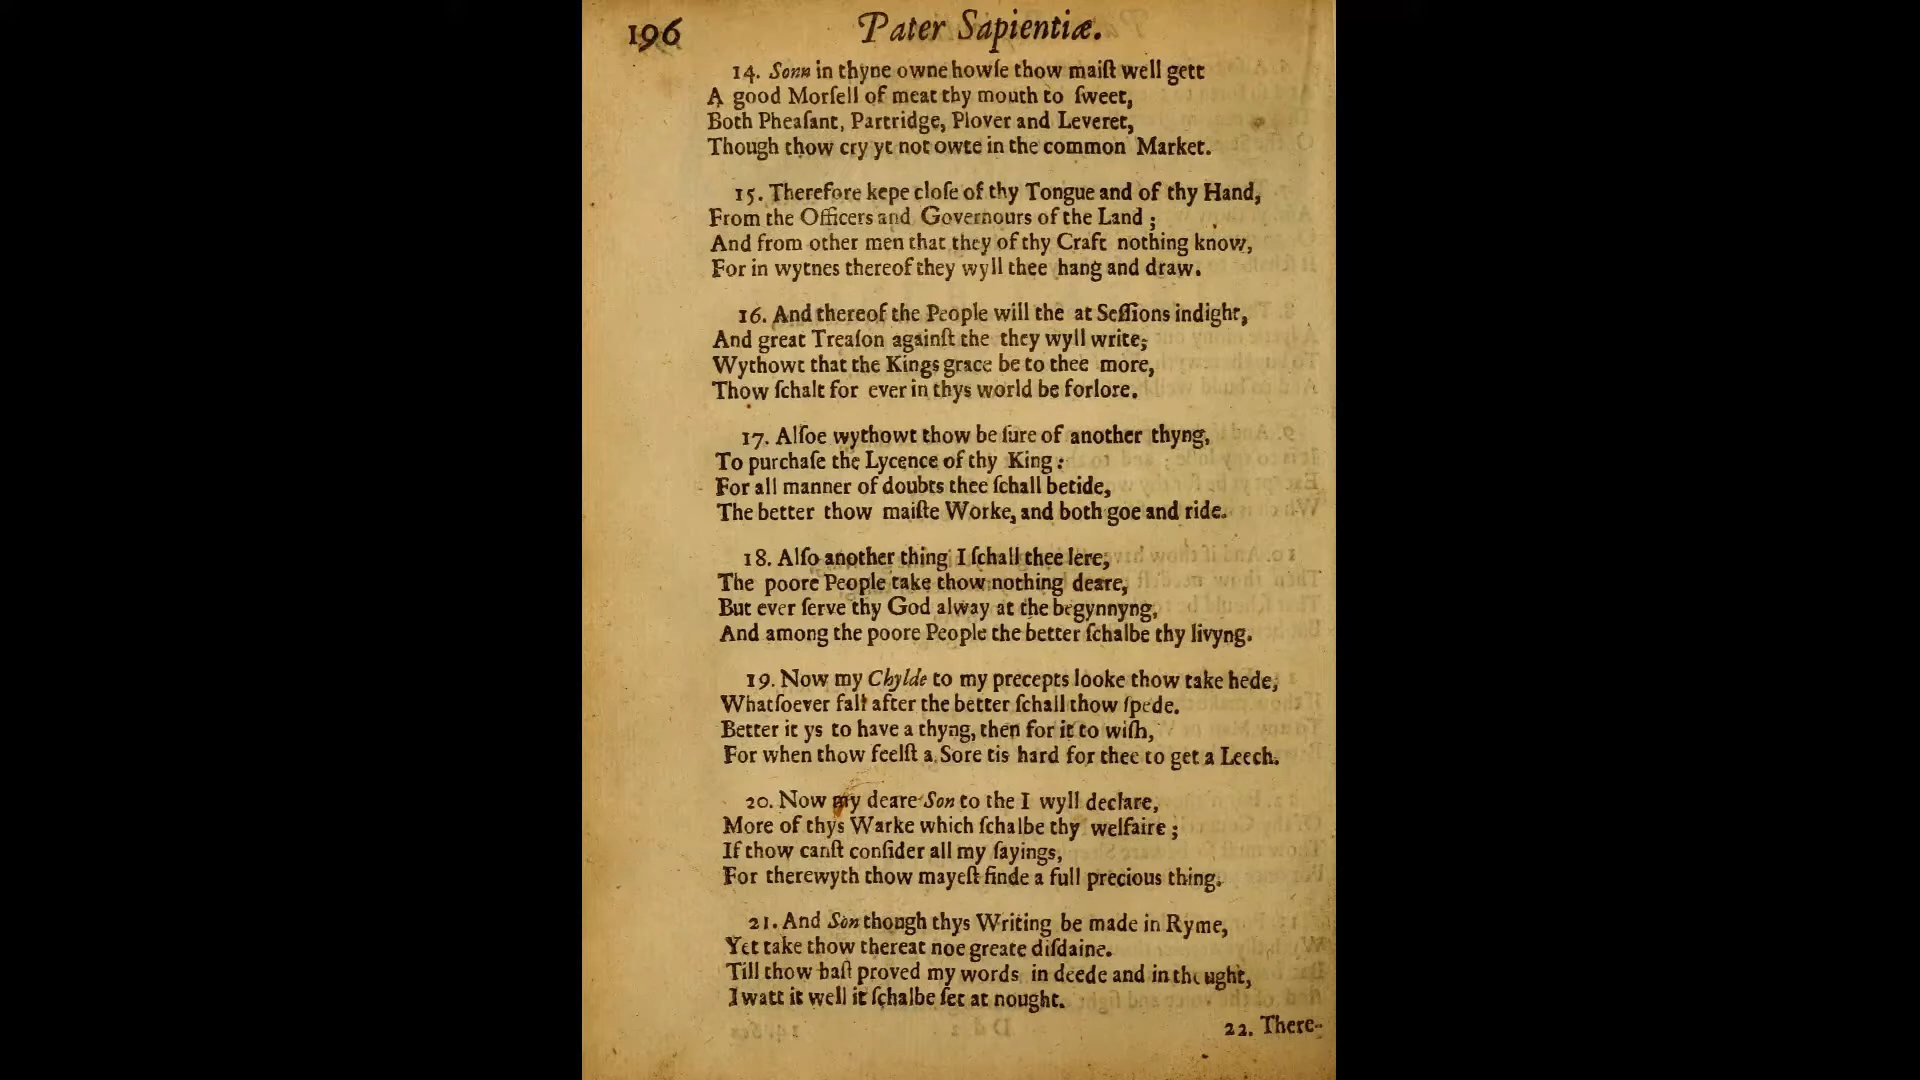 196 Pater Sapientiæ.
14. Sonn in thyne owne howſe thow maiſt well gett
A good Morſell of meat thy mouth to ſweet,
Both Pheaſant, Partridge, Plover and Leveret,
Though thow cry yt not owte in the common Market.
15. Therefore kepe cloſe of thy Tongue and of thy Hand,
From the Officers and Governours of the Land ;
And from other men that they of thy Craft nothing know,
For in wytnes thereof they wyll thee hang and draw.
16. And thereof the People will the at Seſſions indight,
And great Treaſon againſt the they wyll write;
Wythowt that the Kings grace be to thee more,
Thow ſchalt for ever in thys world be forlore.
17. Alſoe wythowt thow be ſure of another thyng,
To purchaſe the Lycence of thy King :
For all manner of doubts thee ſchall betide,
The better thow maiſte Worke, and both goe and ride.
18. Alſo another thing I ſchall thee lere,
The poore People take thow nothing deare,
But ever ſerve thy God alway at the begynnyng,
And among the poore People the better ſchalbe thy livyng.
19. Now my Chylde to my precepts looke thow take hede,
Whatſoever fall after the better ſchall thow ſpede.
Better it ys to have a thyng, then for it to wiſh,
For when thow feelſt a Sore tis hard for thee to get a Leech.
20. Now my deare Son to the I wyll declare,
More of thys Warke which ſchalbe thy welfaire ;
If thow canſt conſider all my ſayings,
For therewyth thow mayeſt finde a full precious thing.
21. And Son though thys Writing be made in Ryme,
Yet take thow thereat noe greate diſdaine.
Till thow haſt proved my words in deede and in thought,
I watt it well it ſchalbe ſet at nought.
22. There-